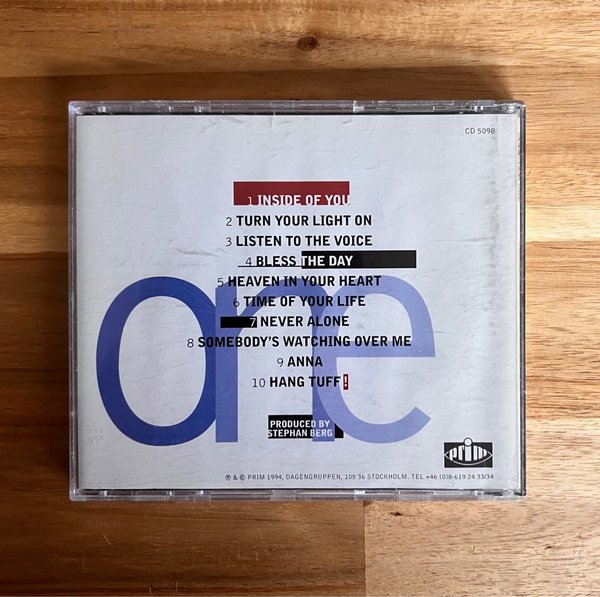 CD 5098
1 INSIDE OF YOU
2 TURN YOUR LIGHT ON
3 LISTEN TO THE VOICE
4 BLESS THE DAY
5 HEAVEN IN YOUR HEART
6 TIME OF YOUR LIFE
7 NEVER ALONE
8 SOMEBODY'S WATCHING OVER ME
9 ANNA
10 HANG TUFF!
one
PRODUCED BY
STEPHAN BERG
prim
℗ & © PRIM 1994, DAGENGRUPPEN, 105 36 STOCKHOLM. TEL +46 (0)8-619 24 33/34